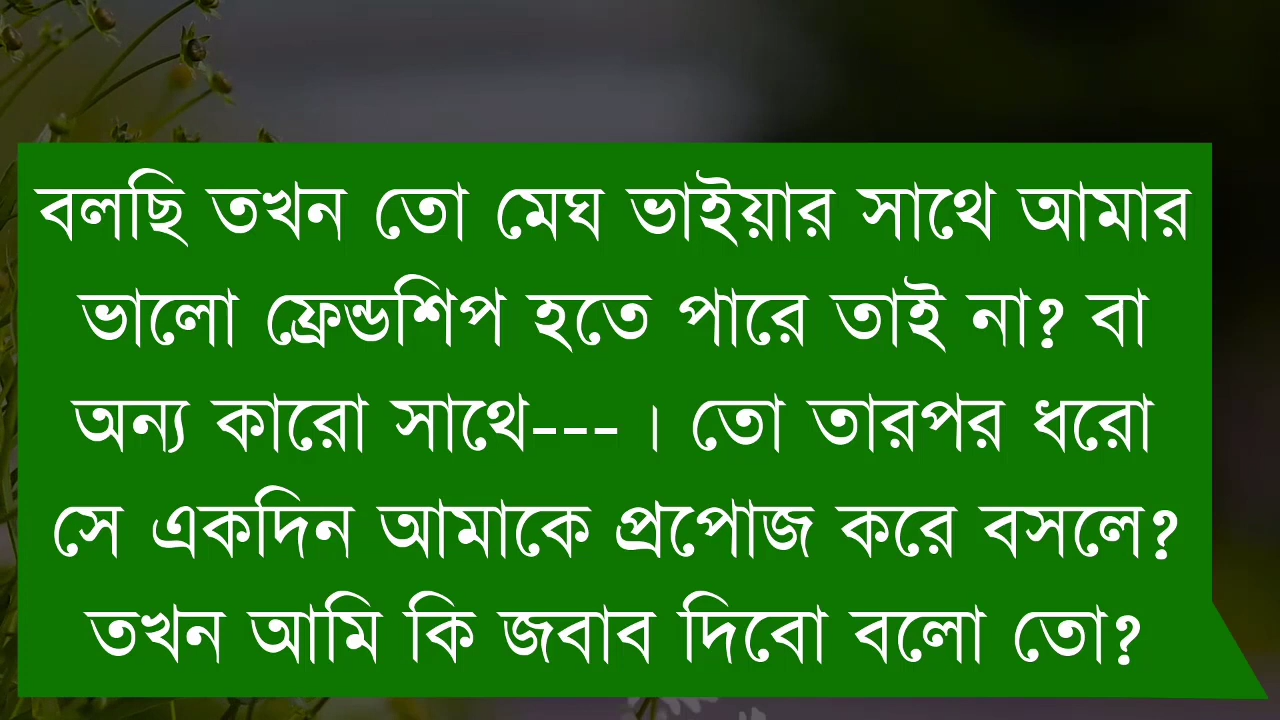 বলছি তখন তো মেঘ ভাইয়ার সাথে আমার
ভালো ফ্রেন্ডশিপ হতে পারে তাই না? বা
অন্য কারো সাথে--- । তো তারপর ধরো
সে একদিন আমাকে প্রপোজ করে বসলে?
তখন আমি কি জবাব দিবো বলো তো?